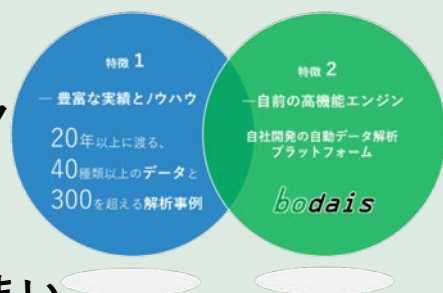 特徴 1
― 豊富な実績とノウハウ
20年以上に渡る、
40種類以上のデータと
300を超える解析事例
特徴 2
―自前の高機能エンジン
自社開発の自動データ解析
プラットフォーム
bodais